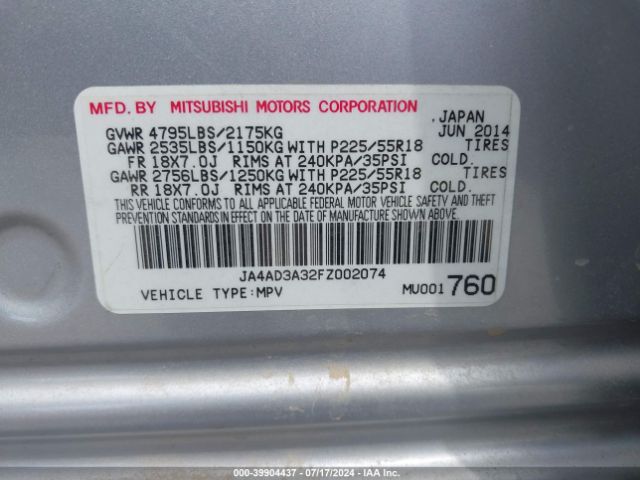 MFD. BY MITSUBISHI MOTORS CORPORATION
, JAPAN
GVWR 4795LBS/2175KG JUN 2014
GAWR 2535LBS/1150KG WITH P225/55R18 TIRES
FR 18X7.0J RIMS AT 240KPA/35PSI COLD.
GAWR 2756LBS/1250KG WITH P225/55R18 TIRES
RR 18X7.0J RIMS AT 240KPA/35PSI COLD.
THIS VEHICLE CONFORMS TO ALL APPLICABLE FEDERAL MOTOR VEHICLE SAFETY AND THEFT
PREVENTION STANDARDS IN EFFECT ON THE DATE OF MANUFACTURE SHOWN ABOVE.
JA4AD3A32FZ002074
VEHICLE TYPE:MPV MU001 760
000-39904437 / 07/17/2024 / IAAI.COM